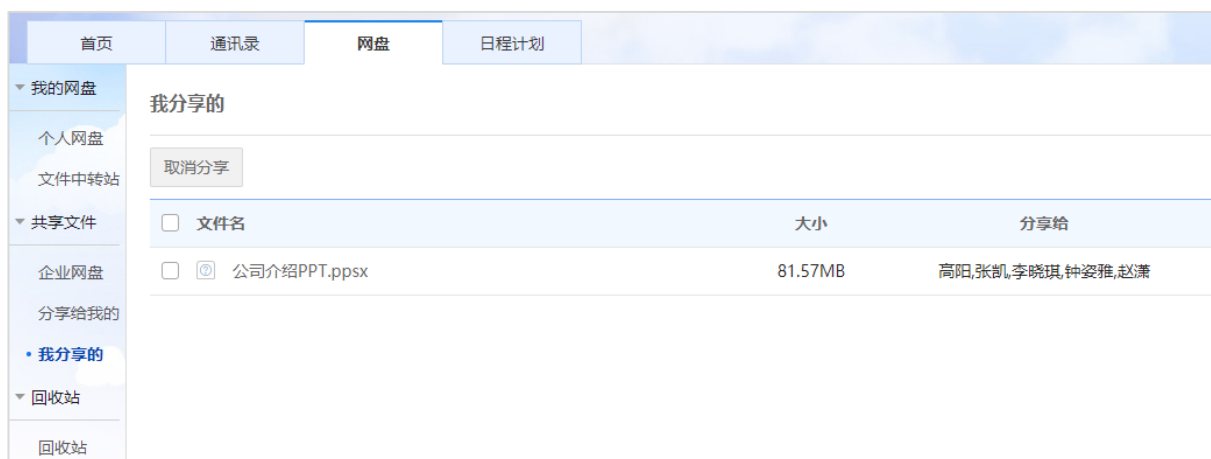 首页 通讯录 网盘 日程计划
我的网盘
个人网盘
文件中转站
共享文件
企业网盘
分享给我的
我分享的
回收站
回收站
我分享的
取消分享
文件名 大小 分享给
公司介绍PPT.ppsx 81.57MB 高阳,张凯,李晓琪,钟姿雅,赵潇